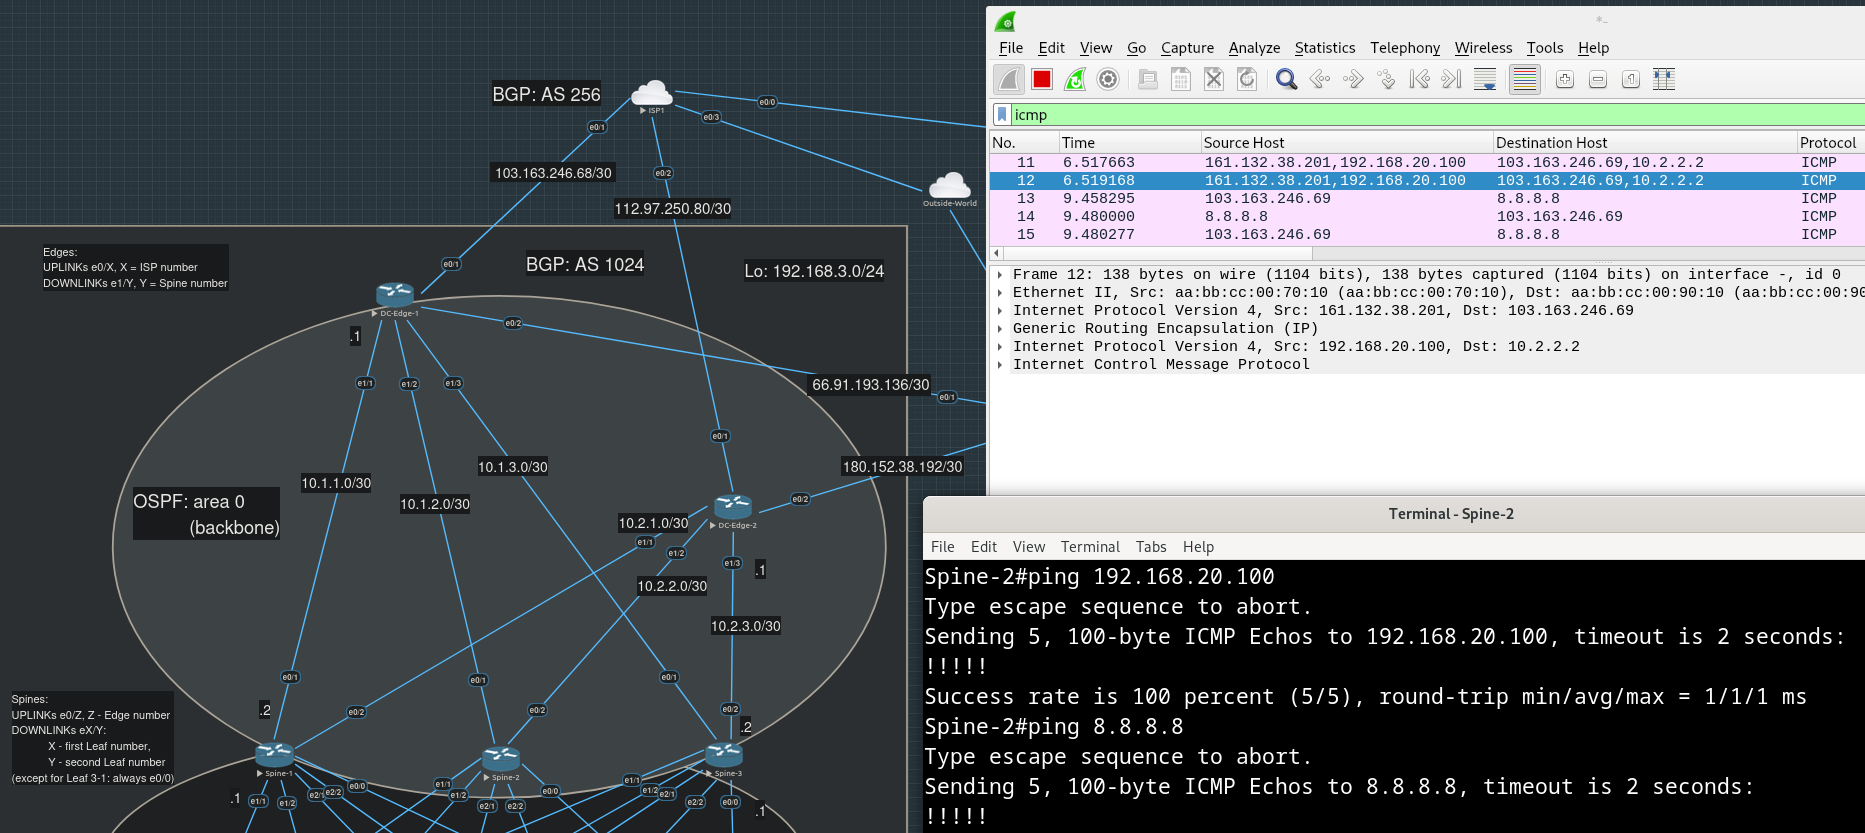 BGP: AS 256
ISP1
e0/0
e0/3
e0/1
103.163.246.68/30
e0/2
112.97.250.80/30
Outside-World
Edges:
UPLINKs e0/X, X = ISP number
DOWNLINKs e1/Y, Y = Spine number
e0/1
BGP: AS 1024
Lo: 192.168.3.0/24
DC-Edge-1
.1
e0/2
e1/1
e1/2
e1/3
66.91.193.136/30
e0/1
e0/1
10.1.3.0/30
180.152.38.192/30
10.1.1.0/30
OSPF: area 0
(backbone)
10.1.2.0/30
e0/2
DC-Edge-2
10.2.1.0/30
e1/1
e1/2
e1/3
.1
10.2.2.0/30
10.2.3.0/30
e0/1
e0/1
e0/1
Spines:
UPLINKs e0/Z, Z - Edge number
DOWNLINKs eX/Y:
X - first Leaf number,
Y - second Leaf number
(except for Leaf 3-1: always e0/0)
.2
e0/2
e0/2
e0/2
.2
Spine-1
Spine-2
Spine-3
.1
e1/1
e1/2
e2/1
e2/2
e0/0
e1/1
e1/2
e2/1
e2/2
e0/0
e1/1
e1/2
e2/1
e2/2
e0/0
.1
*-
File Edit View Go Capture Analyze Statistics Telephony Wireless Tools Help
icmp
No. Time Source Host Destination Host Protocol
11 6.517663 161.132.38.201,192.168.20.100 103.163.246.69,10.2.2.2 ICMP
12 6.519168 161.132.38.201,192.168.20.100 103.163.246.69,10.2.2.2 ICMP
13 9.458295 103.163.246.69 8.8.8.8 ICMP
14 9.480000 8.8.8.8 103.163.246.69 ICMP
15 9.480277 103.163.246.69 8.8.8.8 ICMP
Frame 12: 138 bytes on wire (1104 bits), 138 bytes captured (1104 bits) on interface -, id 0
Ethernet II, Src: aa:bb:cc:00:70:10 (aa:bb:cc:00:70:10), Dst: aa:bb:cc:00:90:10 (aa:bb:cc:00:90
Internet Protocol Version 4, Src: 161.132.38.201, Dst: 103.163.246.69
Generic Routing Encapsulation (IP)
Internet Protocol Version 4, Src: 192.168.20.100, Dst: 10.2.2.2
Internet Control Message Protocol
Terminal - Spine-2
File Edit View Terminal Tabs Help
Spine-2#ping 192.168.20.100
Type escape sequence to abort.
Sending 5, 100-byte ICMP Echos to 192.168.20.100, timeout is 2 seconds:
!!!!!
Success rate is 100 percent (5/5), round-trip min/avg/max = 1/1/1 ms
Spine-2#ping 8.8.8.8
Type escape sequence to abort.
Sending 5, 100-byte ICMP Echos to 8.8.8.8, timeout is 2 seconds:
!!!!!